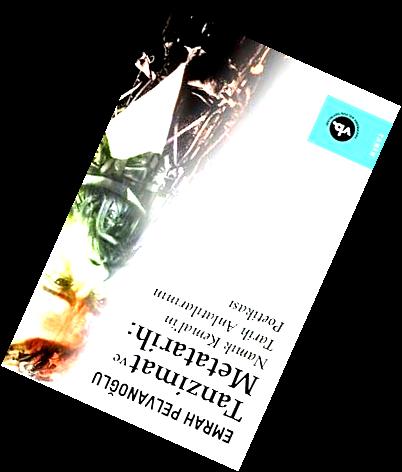 EMRAH PELVANOĞLU
Tanzimat ve
Metatarih:
Namık Kemal'in
Tarih Anlatılarının
Poetikası